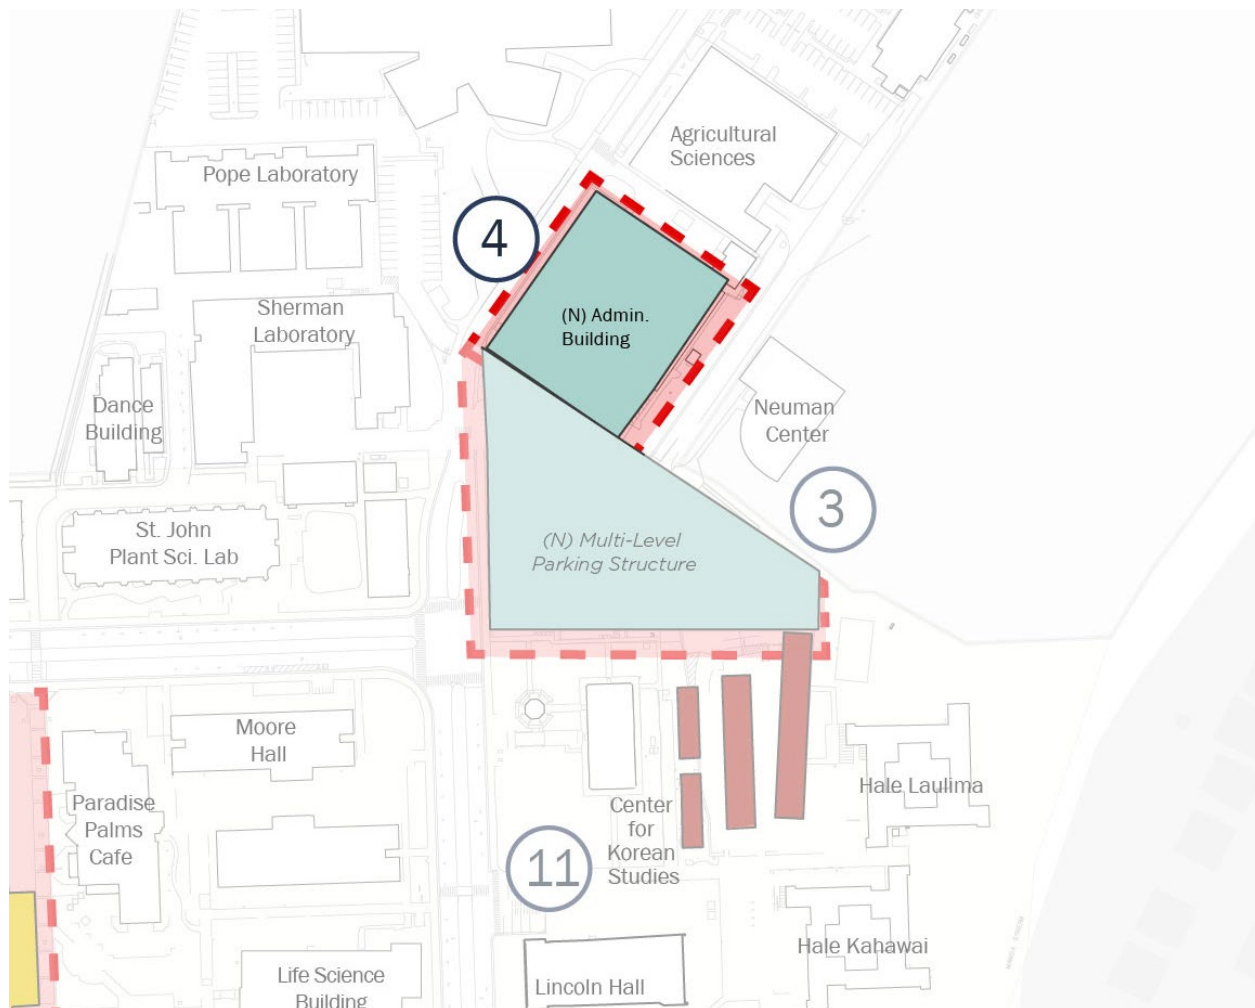 Agricultural
Sciences
Pope Laboratory
4
(N) Admin.
Building
Sherman
Laboratory
Dance
Building
Neuman
Center
3
St. John
Plant Sci. Lab
(N) Multi-Level
Parking Structure
Moore
Hall
Paradise
Palms
Cafe
Hale Laulima
Center
for
Korean
Studies
11
Hale Kahawai
Life Science
Building
Lincoln Hall